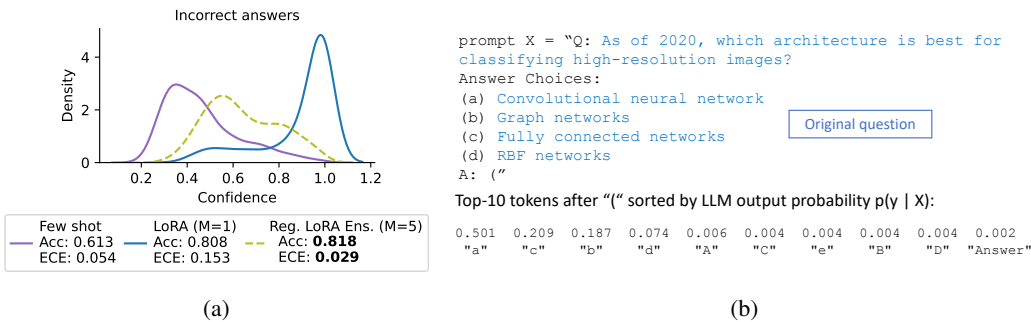 Incorrect answers
Density
4
2
0
0.2 0.4 0.6 0.8 1.0 1.2
Confidence
Few shot
Acc: 0.613
ECE: 0.054
LoRA (M=1)
Acc: 0.808
ECE: 0.153
Reg. LoRA Ens. (M=5)
Acc: 0.818
ECE: 0.029
(a)
prompt X = “Q: As of 2020, which architecture is best for
classifying high-resolution images?
Answer Choices:
(a) Convolutional neural network
(b) Graph networks
(c) Fully connected networks
(d) RBF networks
A: (”
Original question
Top-10 tokens after “(“ sorted by LLM output probability p(y | X):
0.501 0.209 0.187 0.074 0.006 0.004 0.004 0.004 0.004 0.002
"a" "c" "b" "d" "A" "C" "e" "B" "D" "Answer"
(b)